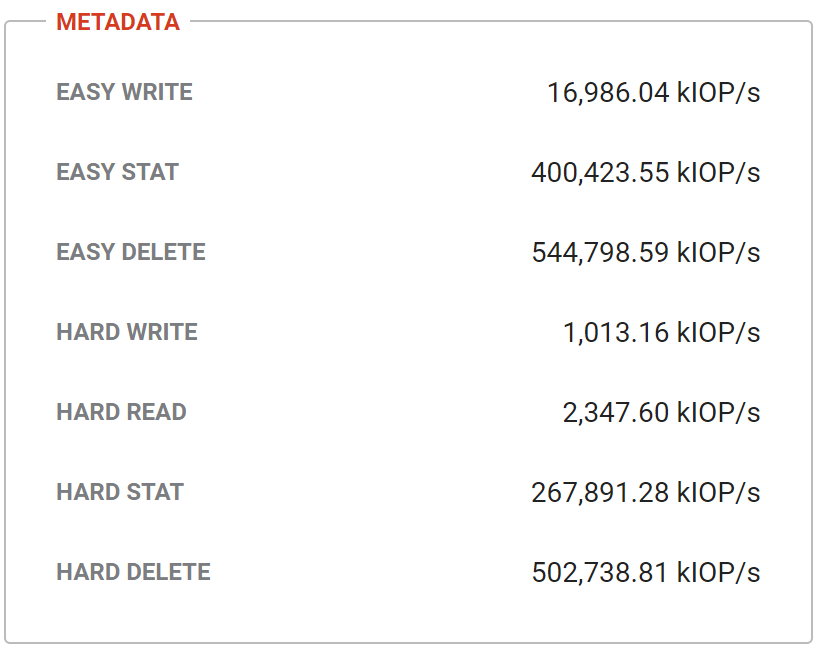 METADATA
EASY WRITE 16,986.04 kIOP/s
EASY STAT 400,423.55 kIOP/s
EASY DELETE 544,798.59 kIOP/s
HARD WRITE 1,013.16 kIOP/s
HARD READ 2,347.60 kIOP/s
HARD STAT 267,891.28 kIOP/s
HARD DELETE 502,738.81 kIOP/s